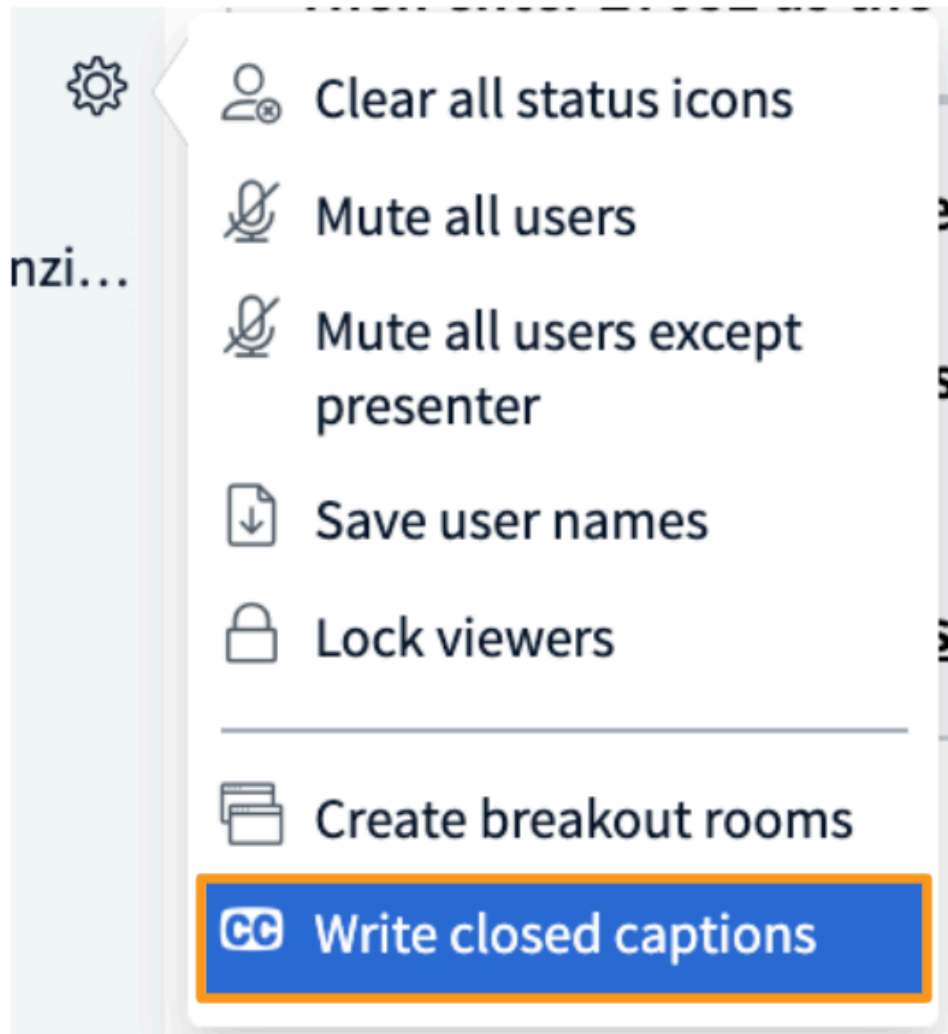 nzi...
Clear all status icons
Mute all users
Mute all users except
presenter
Save user names
Lock viewers
Create breakout rooms
CC Write closed captions